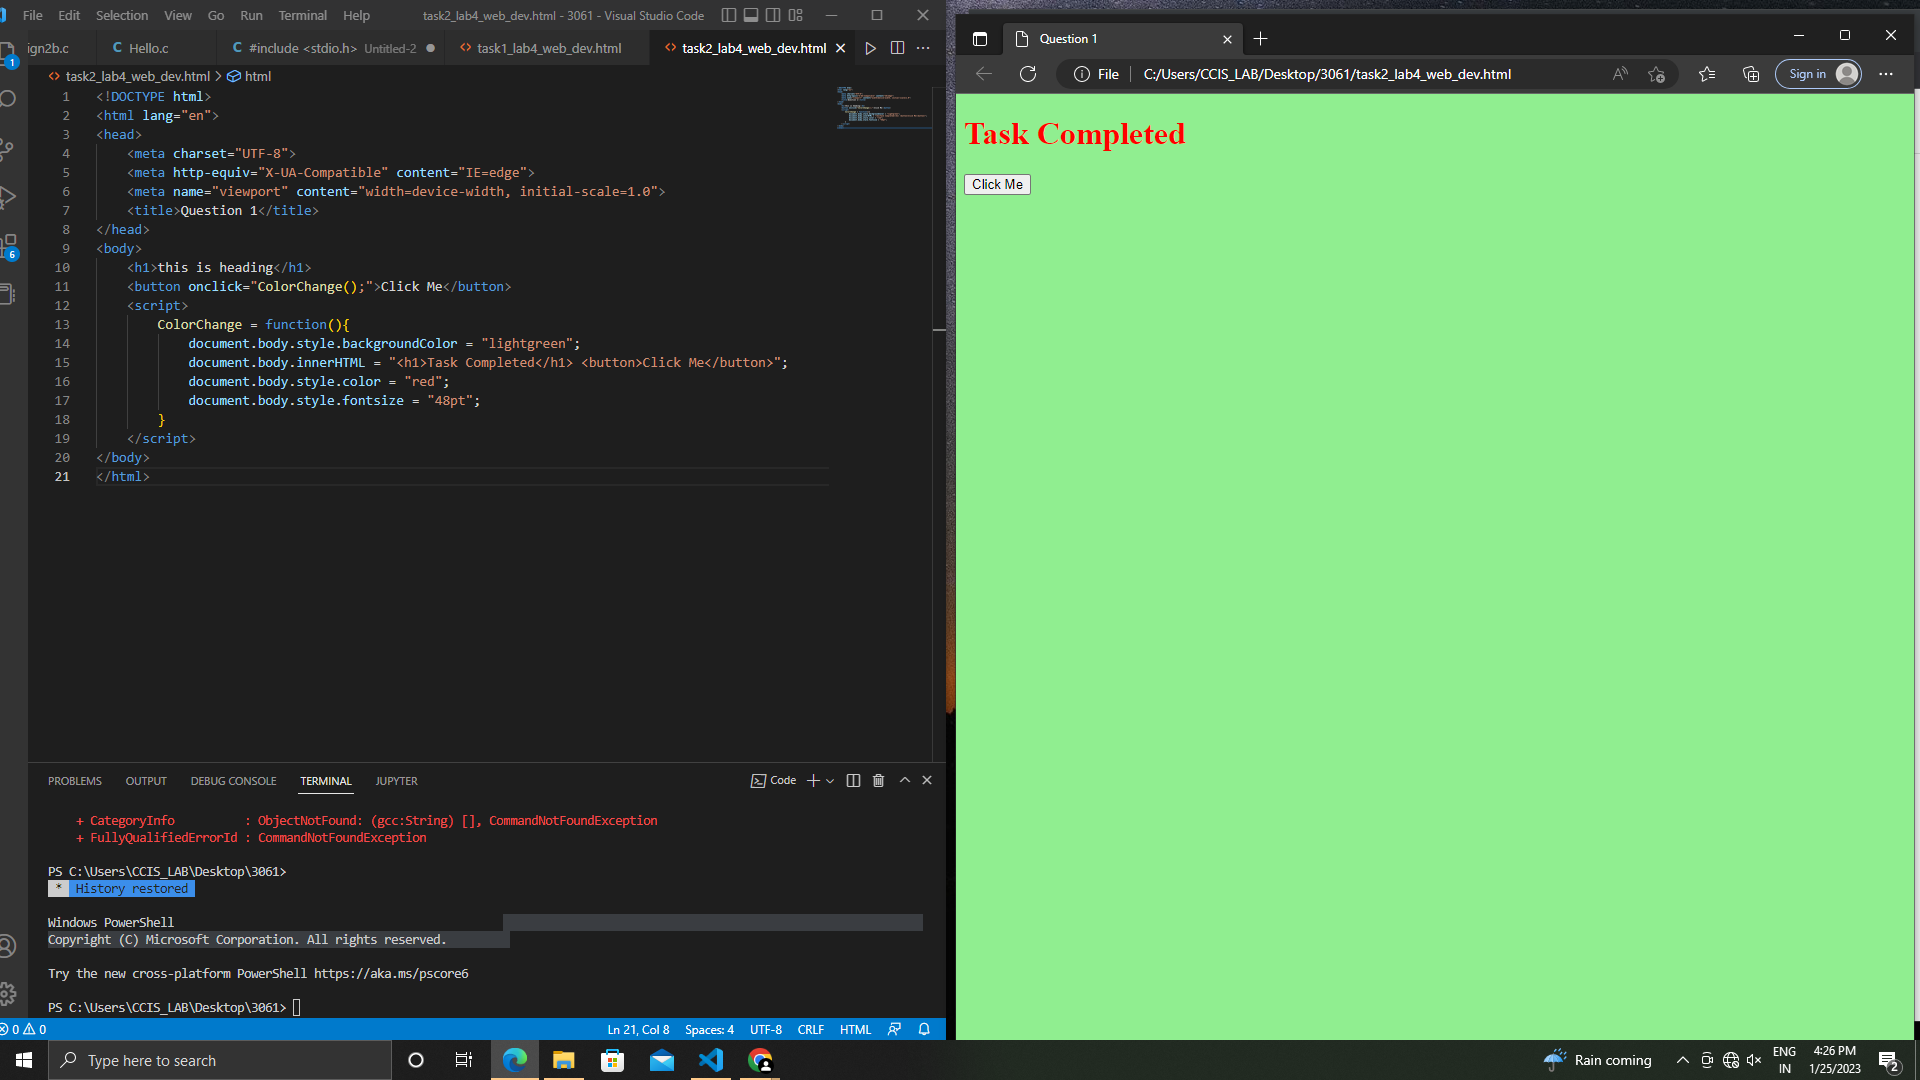 File Edit Selection View Go Run Terminal Help task2_lab4_web_dev.html - 3061 - Visual Studio Code
ign2b.c C Hello.c C #include <stdio.h> Untitled-2 <> task1_lab4_web_dev.html <> task2_lab4_web_dev.html
<> task2_lab4_web_dev.html > html
1 <!DOCTYPE html>
2 <html lang="en">
3 <head>
4 <meta charset="UTF-8">
5 <meta http-equiv="X-UA-Compatible" content="IE=edge">
6 <meta name="viewport" content="width=device-width, initial-scale=1.0">
7 <title>Question 1</title>
8 </head>
9 <body>
10 <h1>this is heading</h1>
11 <button onclick="ColorChange();">Click Me</button>
12 <script>
13 ColorChange = function(){
14 document.body.style.backgroundColor = "lightgreen";
15 document.body.innerHTML = "<h1>Task Completed</h1> <button>Click Me</button>";
16 document.body.style.color = "red";
17 document.body.style.fontsize = "48pt";
18 }
19 </script>
20 </body>
21 </html>
1
6
PROBLEMS OUTPUT DEBUG CONSOLE TERMINAL JUPYTER Code
+ CategoryInfo : ObjectNotFound: (gcc:String) [], CommandNotFoundException
+ FullyQualifiedErrorId : CommandNotFoundException
PS C:\Users\CCIS_LAB\Desktop\3061>
* History restored
Windows PowerShell
Copyright (C) Microsoft Corporation. All rights reserved.
Try the new cross-platform PowerShell https://aka.ms/pscore6
PS C:\Users\CCIS_LAB\Desktop\3061>
0 0 Ln 21, Col 8 Spaces: 4 UTF-8 CRLF HTML
Question 1
File C:/Users/CCIS_LAB/Desktop/3061/task2_lab4_web_dev.html Sign in
Task Completed
Click Me
Type here to search
Rain coming
ENG
IN
4:26 PM
1/25/2023
2